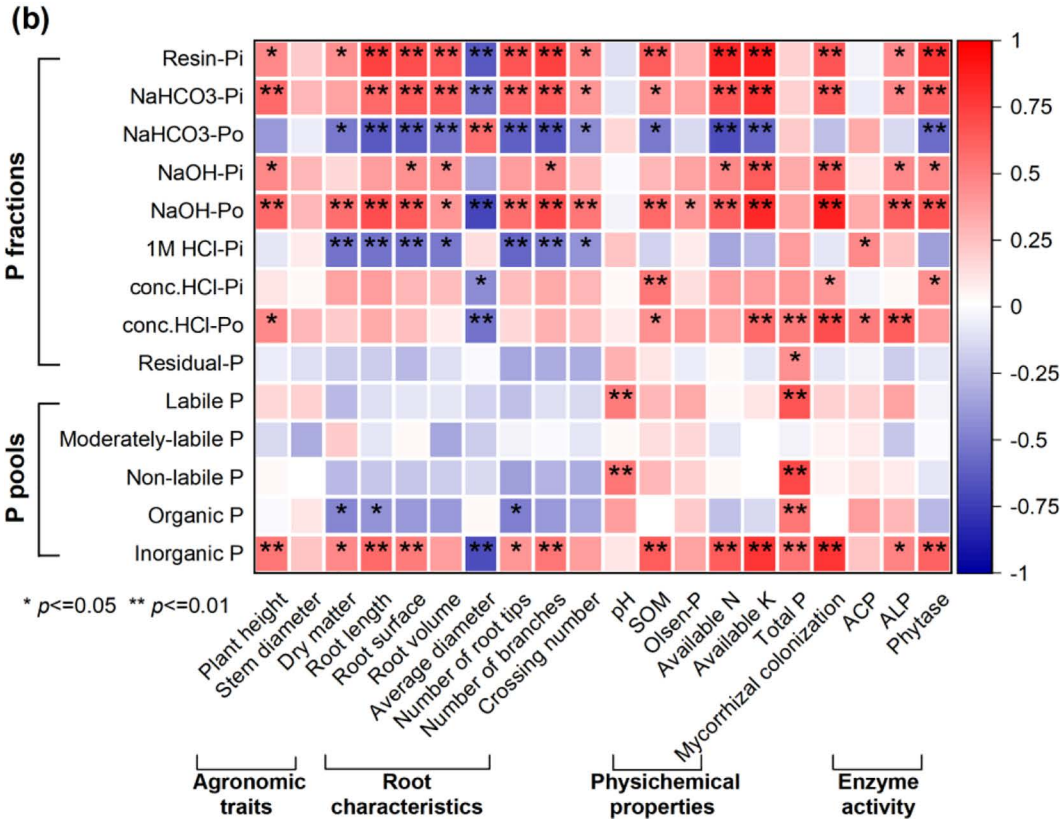 (b)
P fractions
P pools
Resin-Pi * * ** ** ** ** ** ** * ** ** ** ** * **
NaHCO3-Pi ** ** ** ** ** ** ** * * ** ** ** * **
NaHCO3-Po * ** ** ** ** ** ** * * ** ** **
NaOH-Pi * * * * * ** ** * *
NaOH-Po ** ** ** ** * ** ** ** ** ** * ** ** ** ** **
1M HCl-Pi ** ** ** * ** ** * *
conc.HCl-Pi * ** * *
conc.HCl-Po * ** * ** ** ** * **
Residual-P *
Labile P ** **
Moderately-labile P
Non-labile P ** **
Organic P * * * **
Inorganic P ** * ** ** ** * ** ** ** ** ** ** * **
1
0.75
0.5
0.25
0
-0.25
-0.5
-0.75
-1
* p<=0.05 ** p<=0.01
Plant height
Stem diameter
Dry matter
Root length
Root surface
Root volume
Average diameter
Number of root tips
Number of branches
Crossing number
pH
SOM
Olsen-P
Available N
Available K
Total P
Mycorrhizal colonization
ACP
ALP
Phytase
Agronomic
traits
Root
characteristics
Physichemical
properties
Enzyme
activity